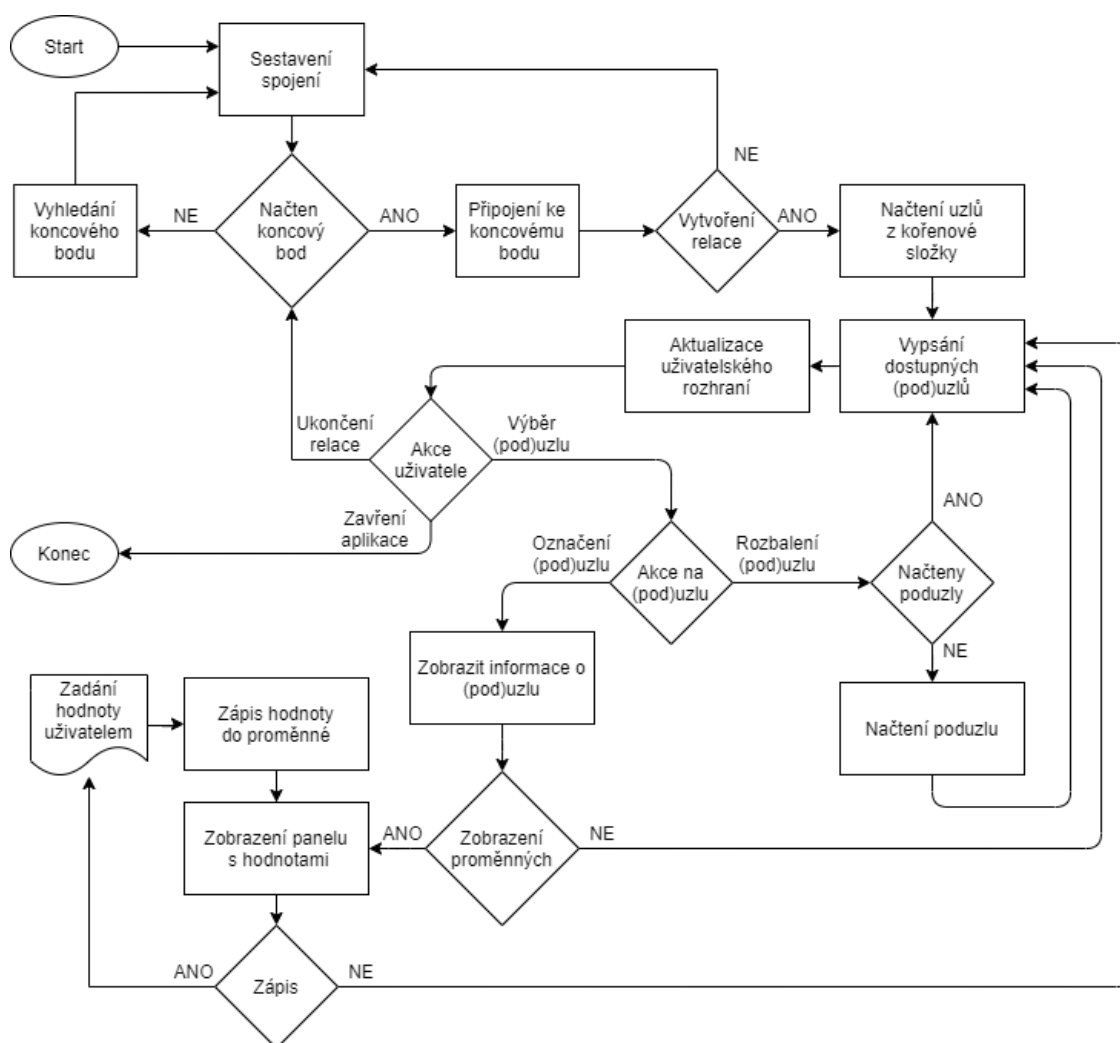 Start
Sestavení
spojení
NE
Vyhledání
koncového
bodu
NE
Načten
koncový
bod
ANO
Připojení ke
koncovému
bodu
Vytvoření
relace
ANO
Načtení uzlů
z kořenové
složky
Aktualizace
uživatelského
rozhraní
Vypsání
dostupných
(pod)uzlů
Ukončení
relace
Akce
uživatele
Výběr
(pod)uzlu
Zavření
aplikace
Konec
Označení
(pod)uzlu
Akce na
(pod)uzlu
Rozbalení
(pod)uzlu
ANO
Načteny
poduzly
NE
Zobrazit informace o
(pod)uzlu
Načtení poduzlu
Zadání
hodnoty
uživatelem
Zápis hodnoty
do proměnné
Zobrazení panelu
s hodnotami
ANO
Zobrazení
proměnných
NE
ANO
Zápis
NE